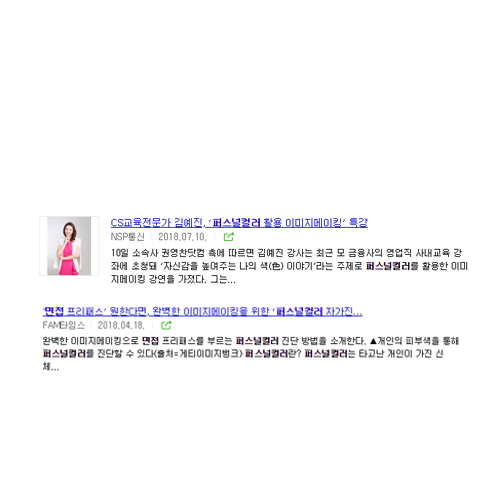 CS교육전문가 김예진, '퍼스널컬러 활용 이미지메이킹' 특강
NSP통신 | 2018.07.10. |
10일 소속사 권영찬닷컴 측에 따르면 김예진 강사는 최근 모 금융사의 영업직 사내교육 강
좌에 초청돼 '자신감을 높여주는 나의 색(色) 이야기'라는 주제로 퍼스널컬러를 활용한 이미
지메이킹 강연을 가졌다. 그는...
'면접 프리패스' 원한다면, 완벽한 이미지메이킹을 위한 '퍼스널컬러 자가진...
FAM타임스 | 2018.04.18. |
완벽한 이미지메이킹으로 면접 프리패스를 부르는 퍼스널컬러 진단 방법을 소개한다. ▲개인의 피부색을 통해
퍼스널컬러를 진단할 수 있다(출처=게티이미지뱅크) 퍼스널컬러란? 퍼스널컬러는 타고난 개인이 가진 신
체...